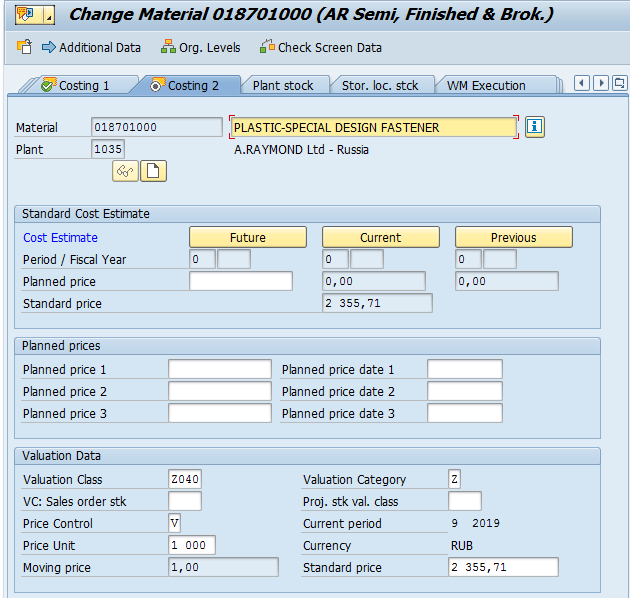 Change Material 018701000 (AR Semi, Finished & Brok.)
Additional Data Org. Levels Check Screen Data
Costing 1 Costing 2 Plant stock Stor. loc. stck WM Execution
Material 018701000 PLASTIC-SPECIAL DESIGN FASTENER
Plant 1035 A.RAYMOND Ltd - Russia
Standard Cost Estimate
Cost Estimate Future Current Previous
Period / Fiscal Year 0 0 0
Planned price 0,00 0,00
Standard price 2 355,71
Planned prices
Planned price 1 Planned price date 1
Planned price 2 Planned price date 2
Planned price 3 Planned price date 3
Valuation Data
Valuation Class Z040 Valuation Category Z
VC: Sales order stk Proj. stk val. class
Price Control V Current period 9 2019
Price Unit 1 000 Currency RUB
Moving price 1,00 Standard price 2 355,71